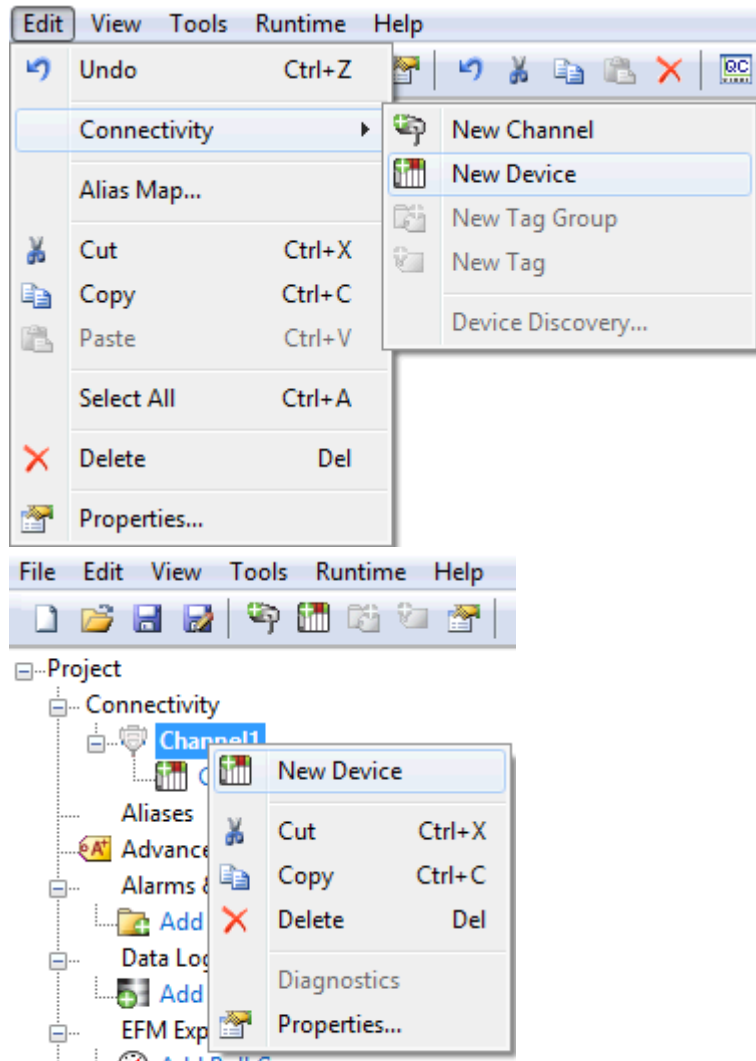 Edit View Tools Runtime Help
Undo Ctrl+Z
QC
Connectivity
New Channel
New Device
Alias Map...
New Tag Group
Cut Ctrl+X
New Tag
Copy Ctrl+C
Device Discovery...
Paste Ctrl+V
Select All Ctrl+A
Delete Del
Properties...
File Edit View Tools Runtime Help
Project
Connectivity
Channel1
New Device
Aliases
Cut Ctrl+X
A+ Advance
Copy Ctrl+C
Alarms &
Add
Delete Del
Data Log
Add
Diagnostics
EFM Exp
Properties...
Add